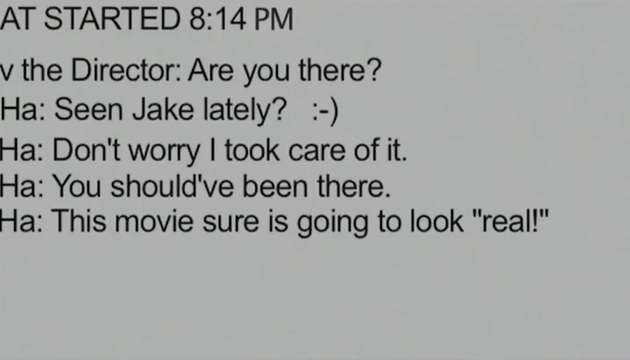 AT STARTED 8:14 PM
v the Director: Are you there?
Ha: Seen Jake lately? :-)
Ha: Don't worry I took care of it.
Ha: You should've been there.
Ha: This movie sure is going to look "real!"